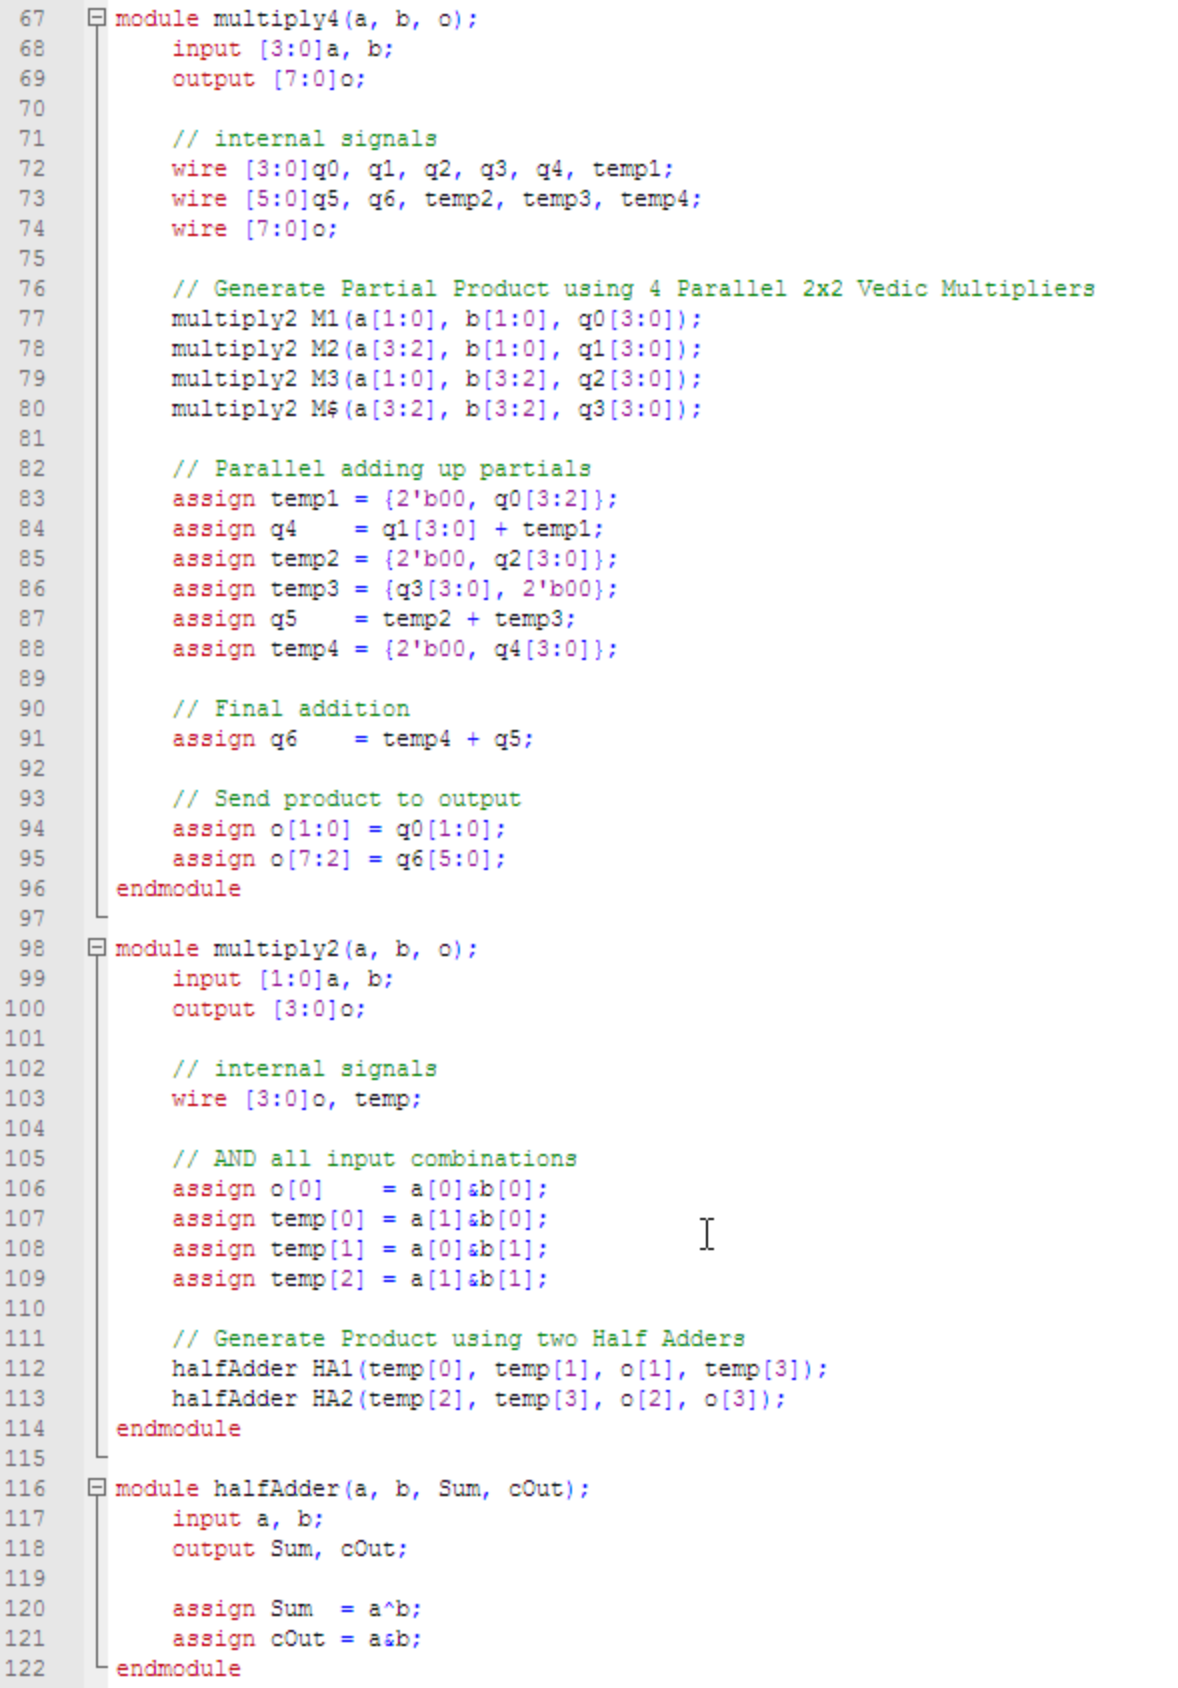 67 module multiply4(a, b, o);
68     input [3:0]a, b;
69     output [7:0]o;
70
71     // internal signals
72     wire [3:0]q0, q1, q2, q3, q4, temp1;
73     wire [5:0]q5, q6, temp2, temp3, temp4;
74     wire [7:0]o;
75
76     // Generate Partial Product using 4 Parallel 2x2 Vedic Multipliers
77     multiply2 M1(a[1:0], b[1:0], q0[3:0]);
78     multiply2 M2(a[3:2], b[1:0], q1[3:0]);
79     multiply2 M3(a[1:0], b[3:2], q2[3:0]);
80     multiply2 M$(a[3:2], b[3:2], q3[3:0]);
81
82     // Parallel adding up partials
83     assign temp1 = {2'b00, q0[3:2]};
84     assign q4    = q1[3:0] + temp1;
85     assign temp2 = {2'b00, q2[3:0]};
86     assign temp3 = {q3[3:0], 2'b00};
87     assign q5    = temp2 + temp3;
88     assign temp4 = {2'b00, q4[3:0]};
89
90     // Final addition
91     assign q6    = temp4 + q5;
92
93     // Send product to output
94     assign o[1:0] = q0[1:0];
95     assign o[7:2] = q6[5:0];
96 endmodule
97
98 module multiply2(a, b, o);
99     input [1:0]a, b;
100     output [3:0]o;
101
102     // internal signals
103     wire [3:0]o, temp;
104
105     // AND all input combinations
106     assign o[0]    = a[0]&b[0];
107     assign temp[0] = a[1]&b[0];
108     assign temp[1] = a[0]&b[1];
109     assign temp[2] = a[1]&b[1];
110
111     // Generate Product using two Half Adders
112     halfAdder HA1(temp[0], temp[1], o[1], temp[3]);
113     halfAdder HA2(temp[2], temp[3], o[2], o[3]);
114 endmodule
115
116 module halfAdder(a, b, Sum, cOut);
117     input a, b;
118     output Sum, cOut;
119
120     assign Sum  = a^b;
121     assign cOut = a&b;
122 endmodule